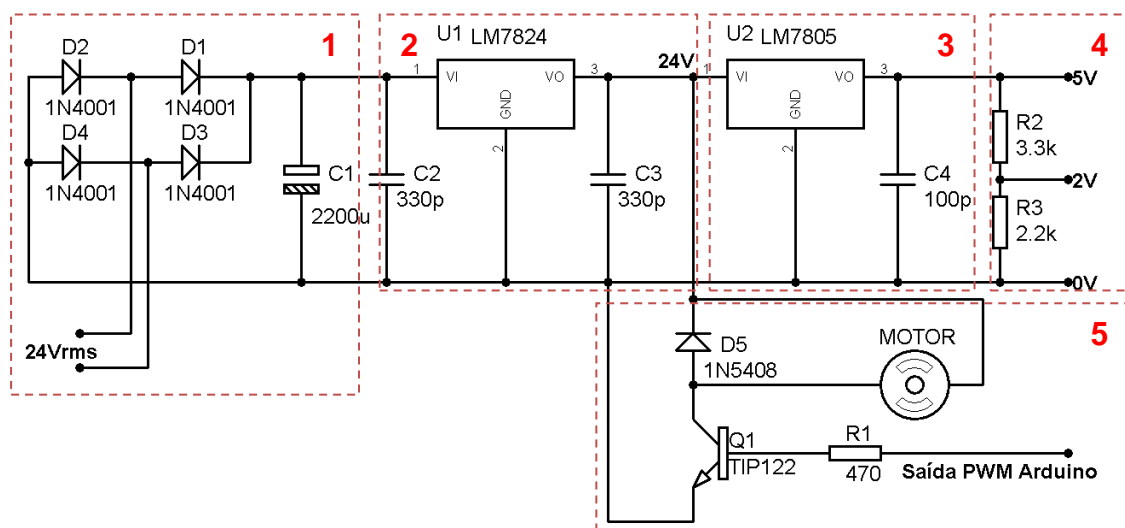 1
2
3
4
U1 LM7824
U2 LM7805
D2
D1
24V
1
VI
VO
3
1
VI
VO
3
5V
1N4001
1N4001
GND
GND
D4
D3
R2
3.3k
2
2
1N4001
1N4001
C1
C2
C3
C4
2V
2200u
330p
330p
100p
R3
2.2k
0V
5
24Vrms
D5
MOTOR
1N5408
Q1
R1
TIP122
470
Saída PWM Arduino